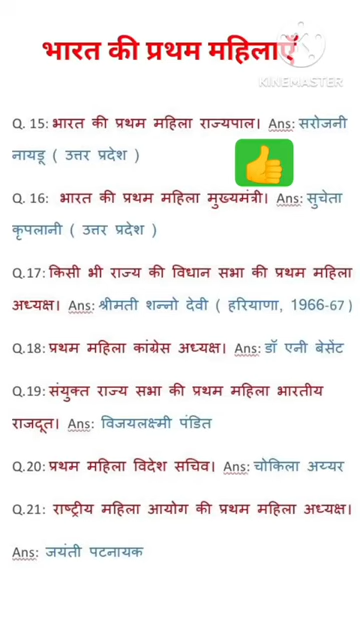 भारत की प्रथम महिलाएँ
KINEMASTER
Q. 15: भारत की प्रथम महिला राज्यपाल। Ans: सरोजनी
नायडू ( उत्तर प्रदेश )
Q. 16: भारत की प्रथम महिला मुख्यमंत्री। Ans: सुचेता
कृपलानी ( उत्तर प्रदेश )
Q.17: किसी भी राज्य की विधान सभा की प्रथम महिला
अध्यक्ष। Ans: श्रीमती शन्नो देवी ( हरियाणा, 1966-67)
Q.18: प्रथम महिला कांग्रेस अध्यक्ष। Ans: डॉ एनी बेसेंट
Q.19: संयुक्त राज्य सभा की प्रथम महिला भारतीय
राजदूत। Ans: विजयलक्ष्मी पंडित
Q.20: प्रथम महिला विदेश सचिव। Ans: चोकिला अय्यर
Q.21: राष्ट्रीय महिला आयोग की प्रथम महिला अध्यक्ष।
Ans: जयंती पटनायक